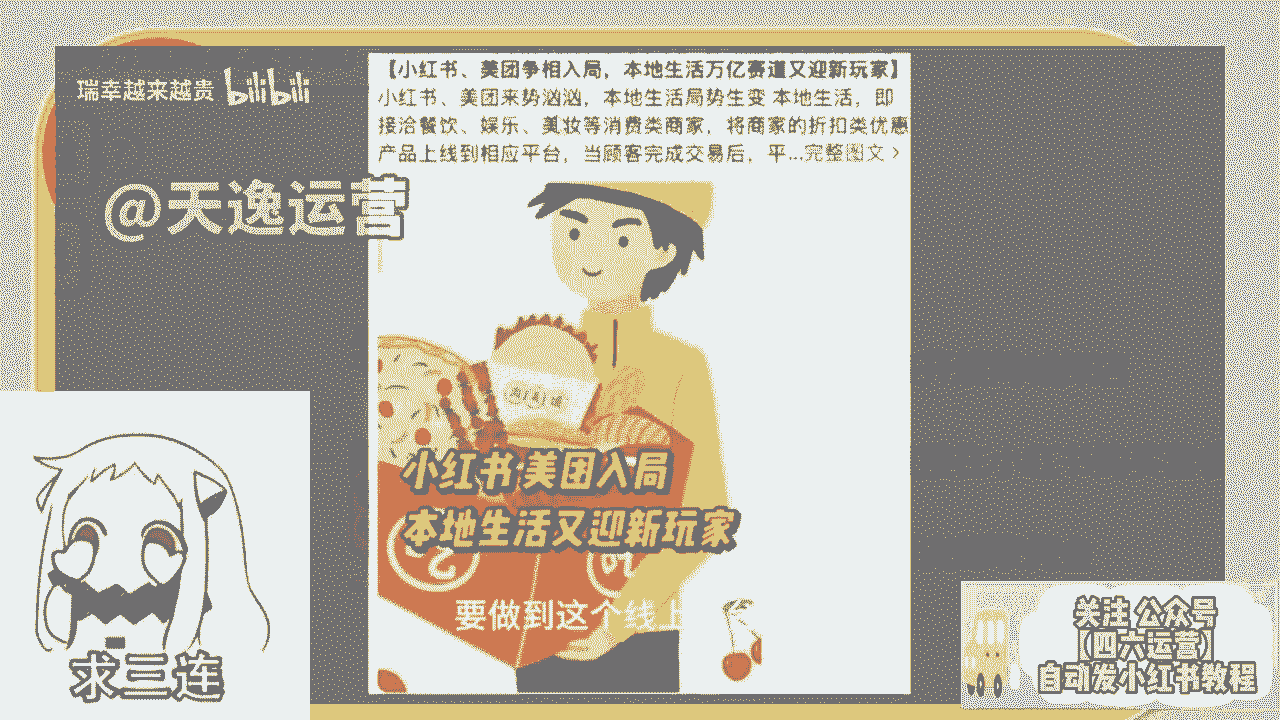 瑞幸越来越贵 bilibili
【小红书、美团争相入局，本地生活万亿赛道又迎新玩家】
小红书、美团来势汹汹，本地生活局势生变 本地生活，即
接洽餐饮、娱乐、美妆等消费类商家，将商家的折扣类优惠
产品上线到相应平台，当顾客完成交易后，平...完整图文 >
@天逸运营
小红书·美团入局
本地生活又迎新玩家
要做到这个线上
求三连
关注 公众号
(四六运营)
自动发小红书教程